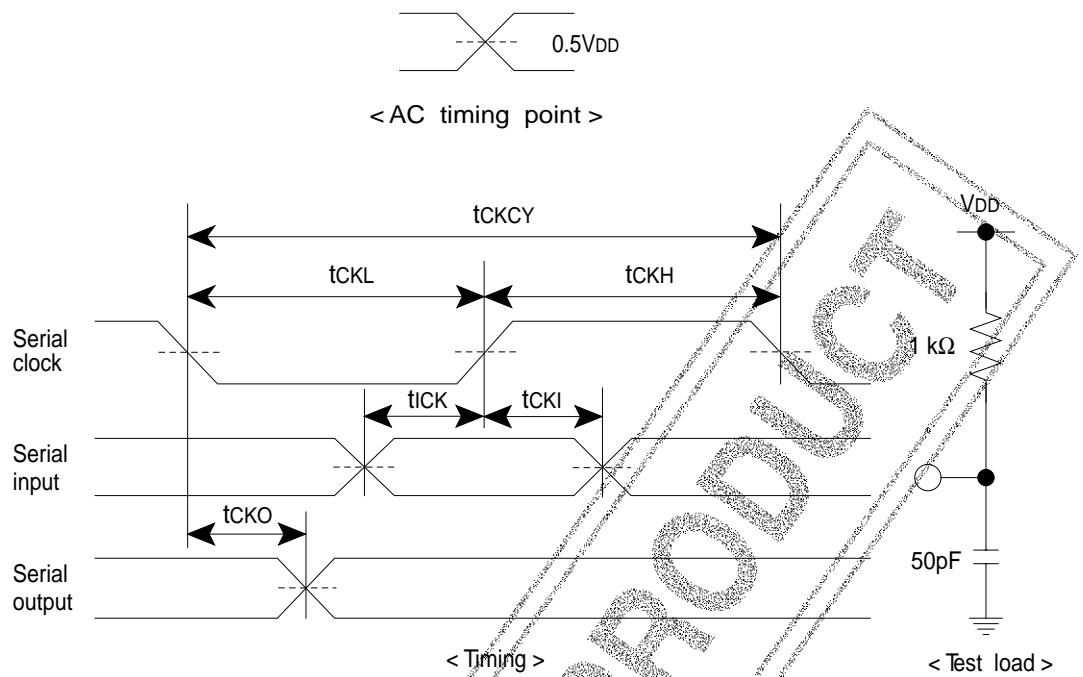 0.5VDD
< AC timing point >
tCKCY
VDD
tCKL
tCKH
Serial
clock
1 kΩ
tICK
tCKI
Serial
input
tCKO
Serial
output
50pF
< Timing >
< Test load >
PRODUCT